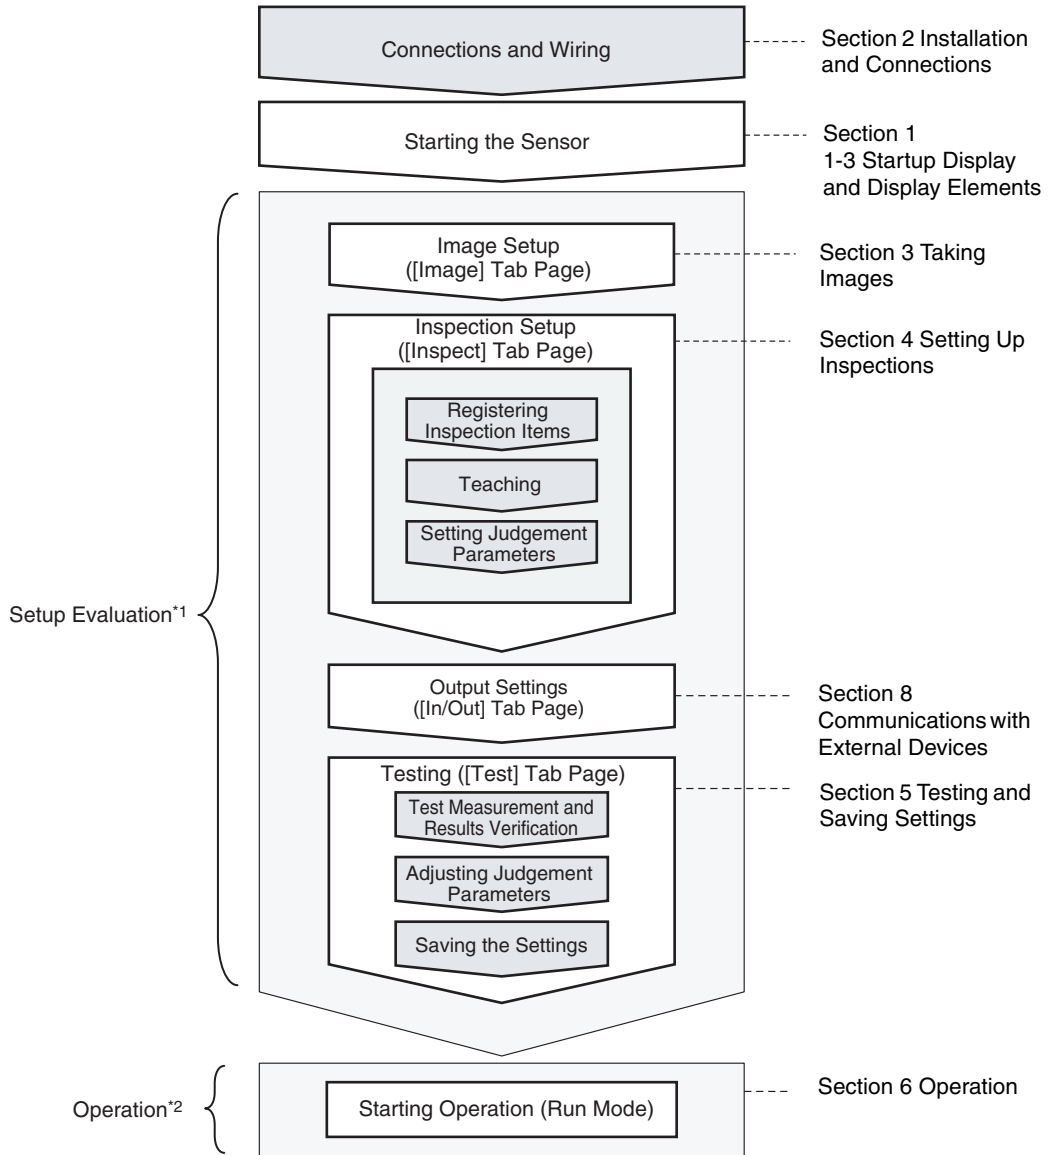 Connections and Wiring
Section 2 Installation
and Connections
Starting the Sensor
Section 1
1-3 Startup Display
and Display Elements
Image Setup
([Image] Tab Page)
Section 3 Taking
Images
Inspection Setup
([Inspect] Tab Page)
Section 4 Setting Up
Inspections
Registering
Inspection Items
Teaching
Setting Judgement
Parameters
Setup Evaluation*1
Output Settings
([In/Out] Tab Page)
Section 8
Communications with
External Devices
Testing ([Test] Tab Page)
Section 5 Testing and
Saving Settings
Test Measurement and
Results Verification
Adjusting Judgement
Parameters
Saving the Settings
Operation*2
Starting Operation (Run Mode)
Section 6 Operation